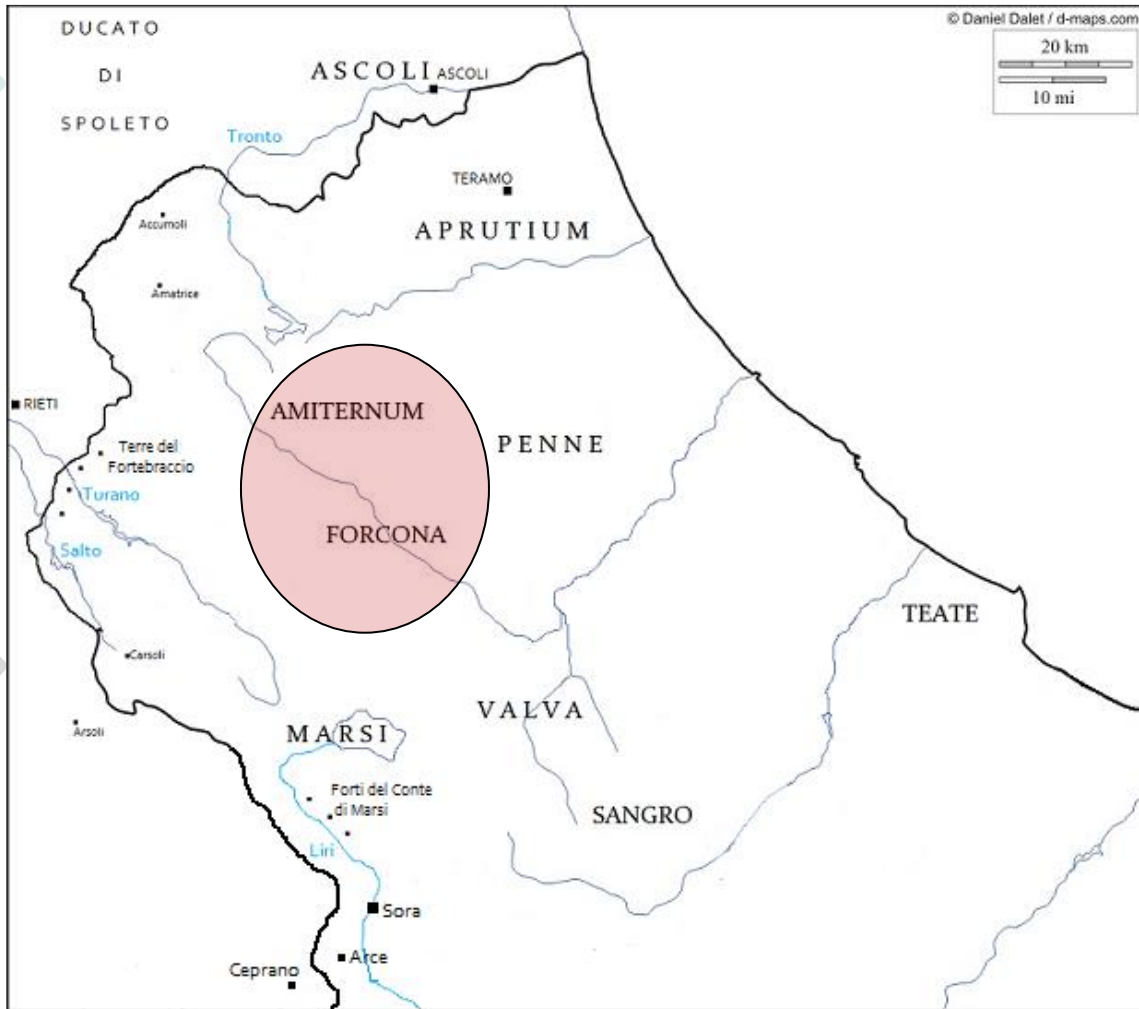 © Daniel Dalet / d-maps.com
DUCATO
DI
SPOLETO
20 km
10 mi
ASCOLI
ASCOLI
Tronto
TERAMO
APRUTIUM
Accumoli
Amatrice
RIETI
AMITERNUM
PENNE
Terre del
Fortebraccio
Turano
FORCONA
Salto
TEATE
Carsoli
VALVA
Arsoli
MARSI
Forti del Conte
di Marsi
SANGRO
Liri
Sora
Arce
Ceprano